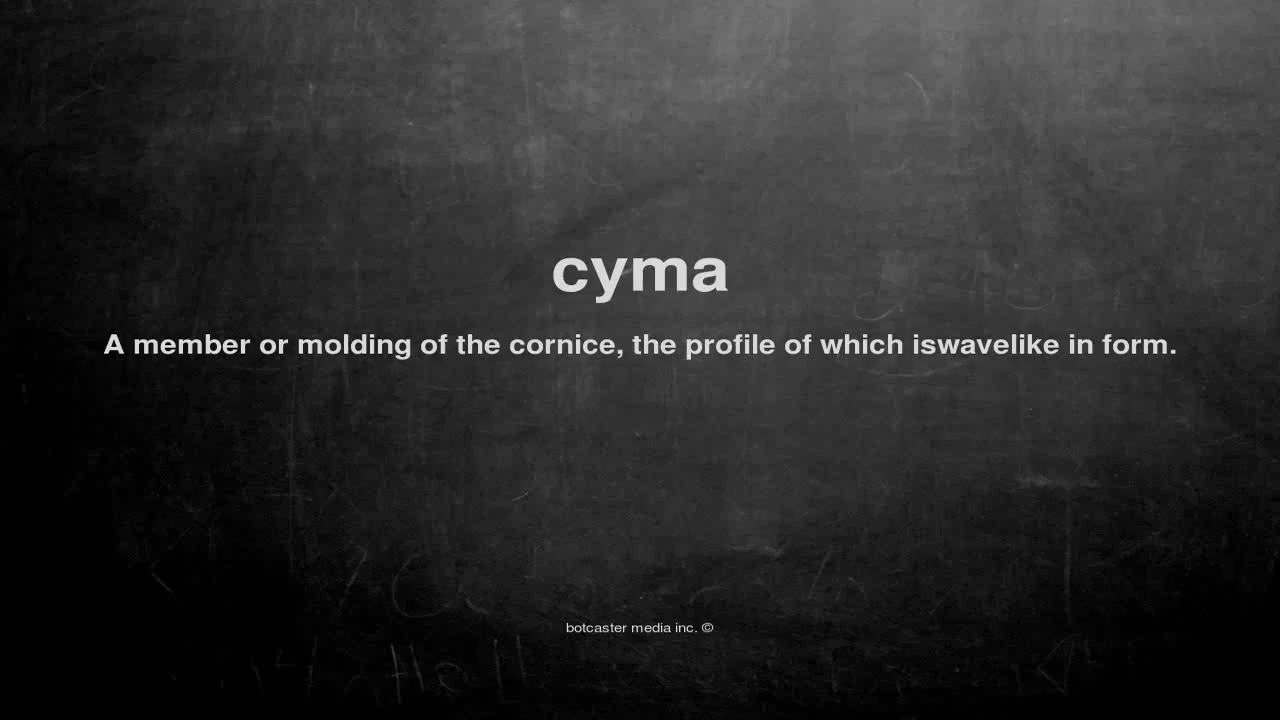 cyma
A member or molding of the cornice, the profile of which iswavelike in form.
botcaster media inc. ©